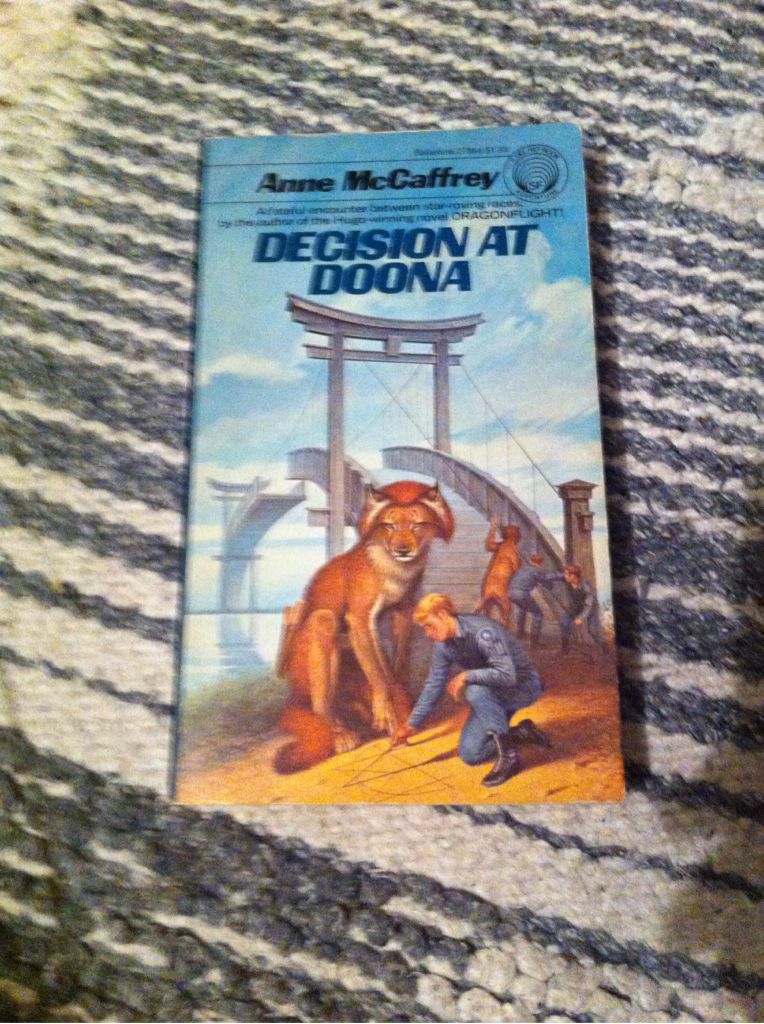 Anne McCaffrey
SF
A fateful encounter between star-roving races,
by the author of the Hugo-winning novel DRAGONFLIGHT!
DECISION AT
DOONA